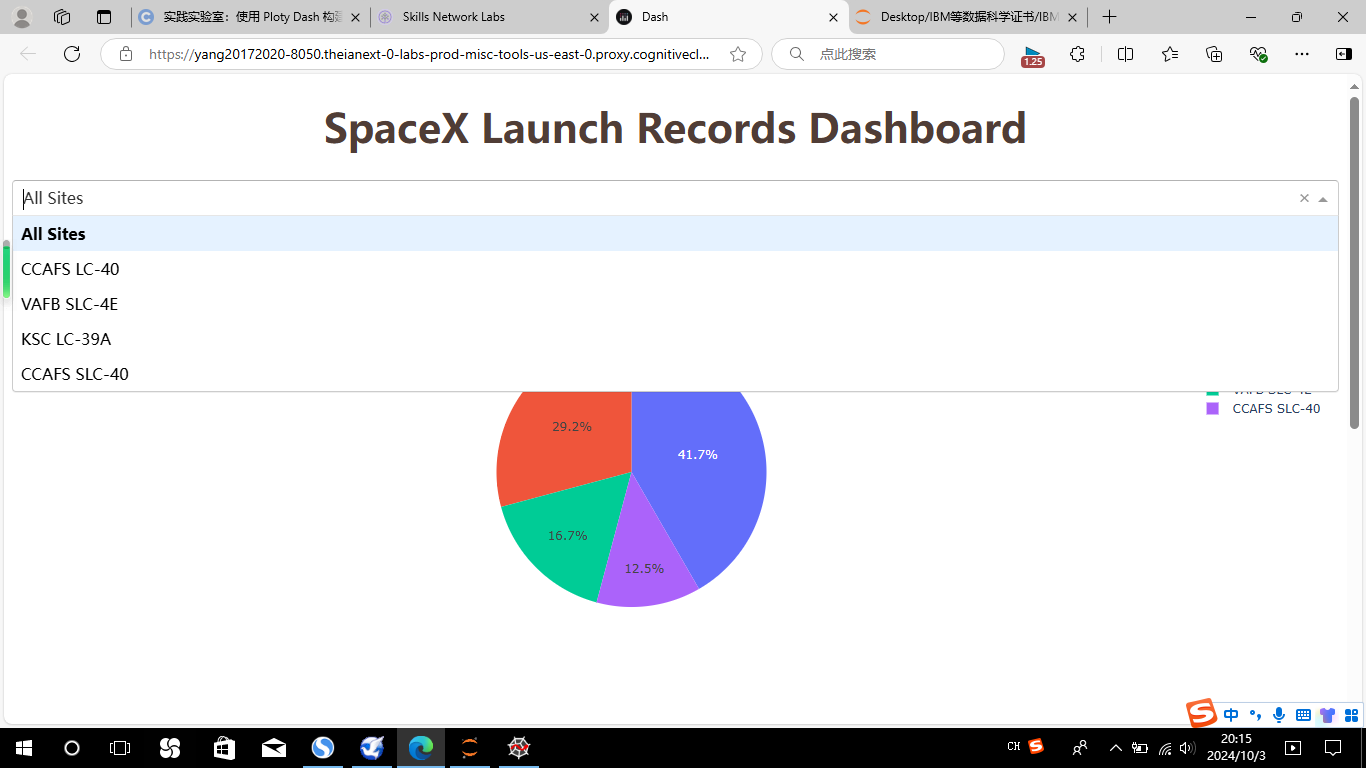 实践实验室：使用 Ploty Dash 构建
Skills Network Labs
Dash
Desktop/IBM等数据科学证书/IBM
https://yang20172020-8050.theianext-0-labs-prod-misc-tools-us-east-0.proxy.cognitivecl...
点此搜索
1.25
SpaceX Launch Records Dashboard
All Sites
All Sites
CCAFS LC-40
VAFB SLC-4E
KSC LC-39A
CCAFS SLC-40
CCAFS SLC-40
29.2%
41.7%
16.7%
12.5%
中
CH
20:15
2024/10/3